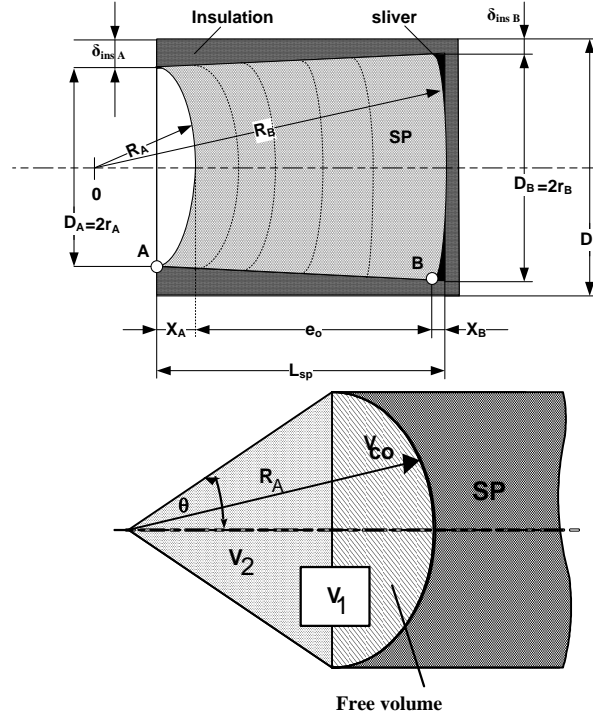 Insulation
sliver
δins A
δins B
RA
RB
SP
0
DA=2rA
DB=2rB
D
A
B
XA
eo
XB
Lsp
Vco
RA
θ
SP
V2
V1
Free volume